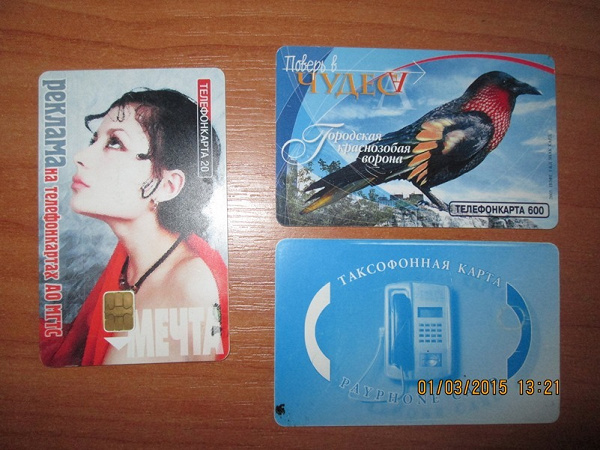 реклама
на телефонкартах АО МГТС
ТЕЛЕФОНКАРТА 20
МЕЧТА
Поверь в
ЧУДЕСА
Городская
краснозобая
ворона
ТЕЛЕФОНКАРТА 600
ТАКСОФОННАЯ КАРТА
PAYPHONE
01/03/2015 13:21